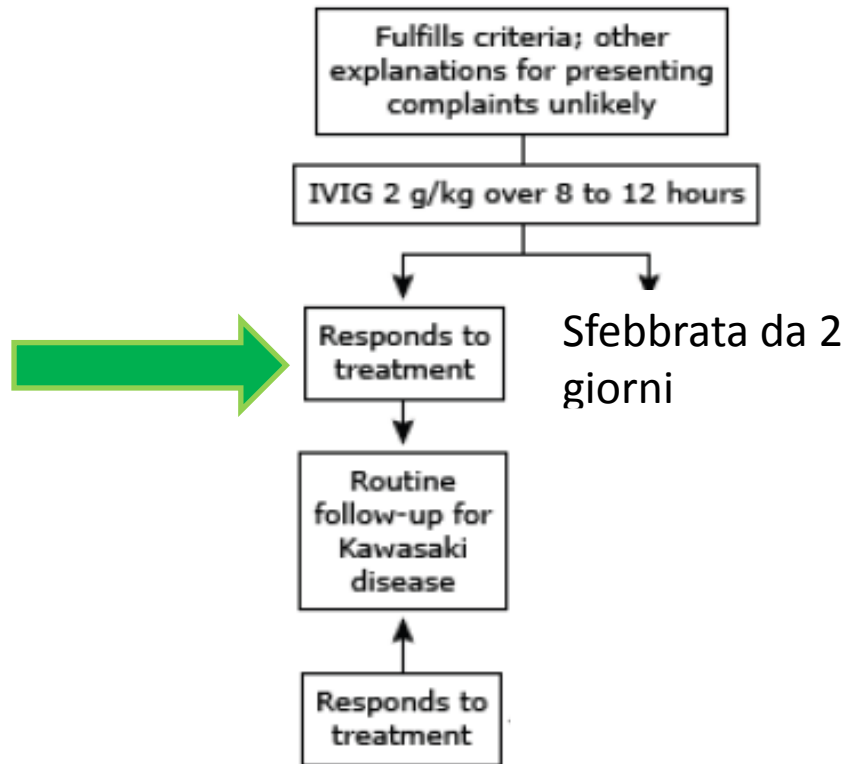 Fulfills criteria; other
explanations for presenting
complaints unlikely
IVIG 2 g/kg over 8 to 12 hours
Responds to
treatment
Sfebbrata da 2
giorni
Routine
follow-up for
Kawasaki
disease
Responds to
treatment